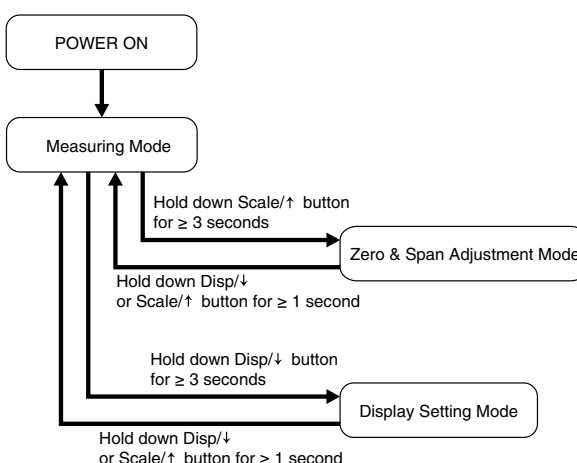 POWER ON
Measuring Mode
Hold down Scale/↑ button
for ≥ 3 seconds
Zero & Span Adjustment Mode
Hold down Disp/↓
or Scale/↑ button for ≥ 1 second
Hold down Disp/↓ button
for ≥ 3 seconds
Display Setting Mode
Hold down Disp/↓
or Scale/↑ button for ≥ 1 second